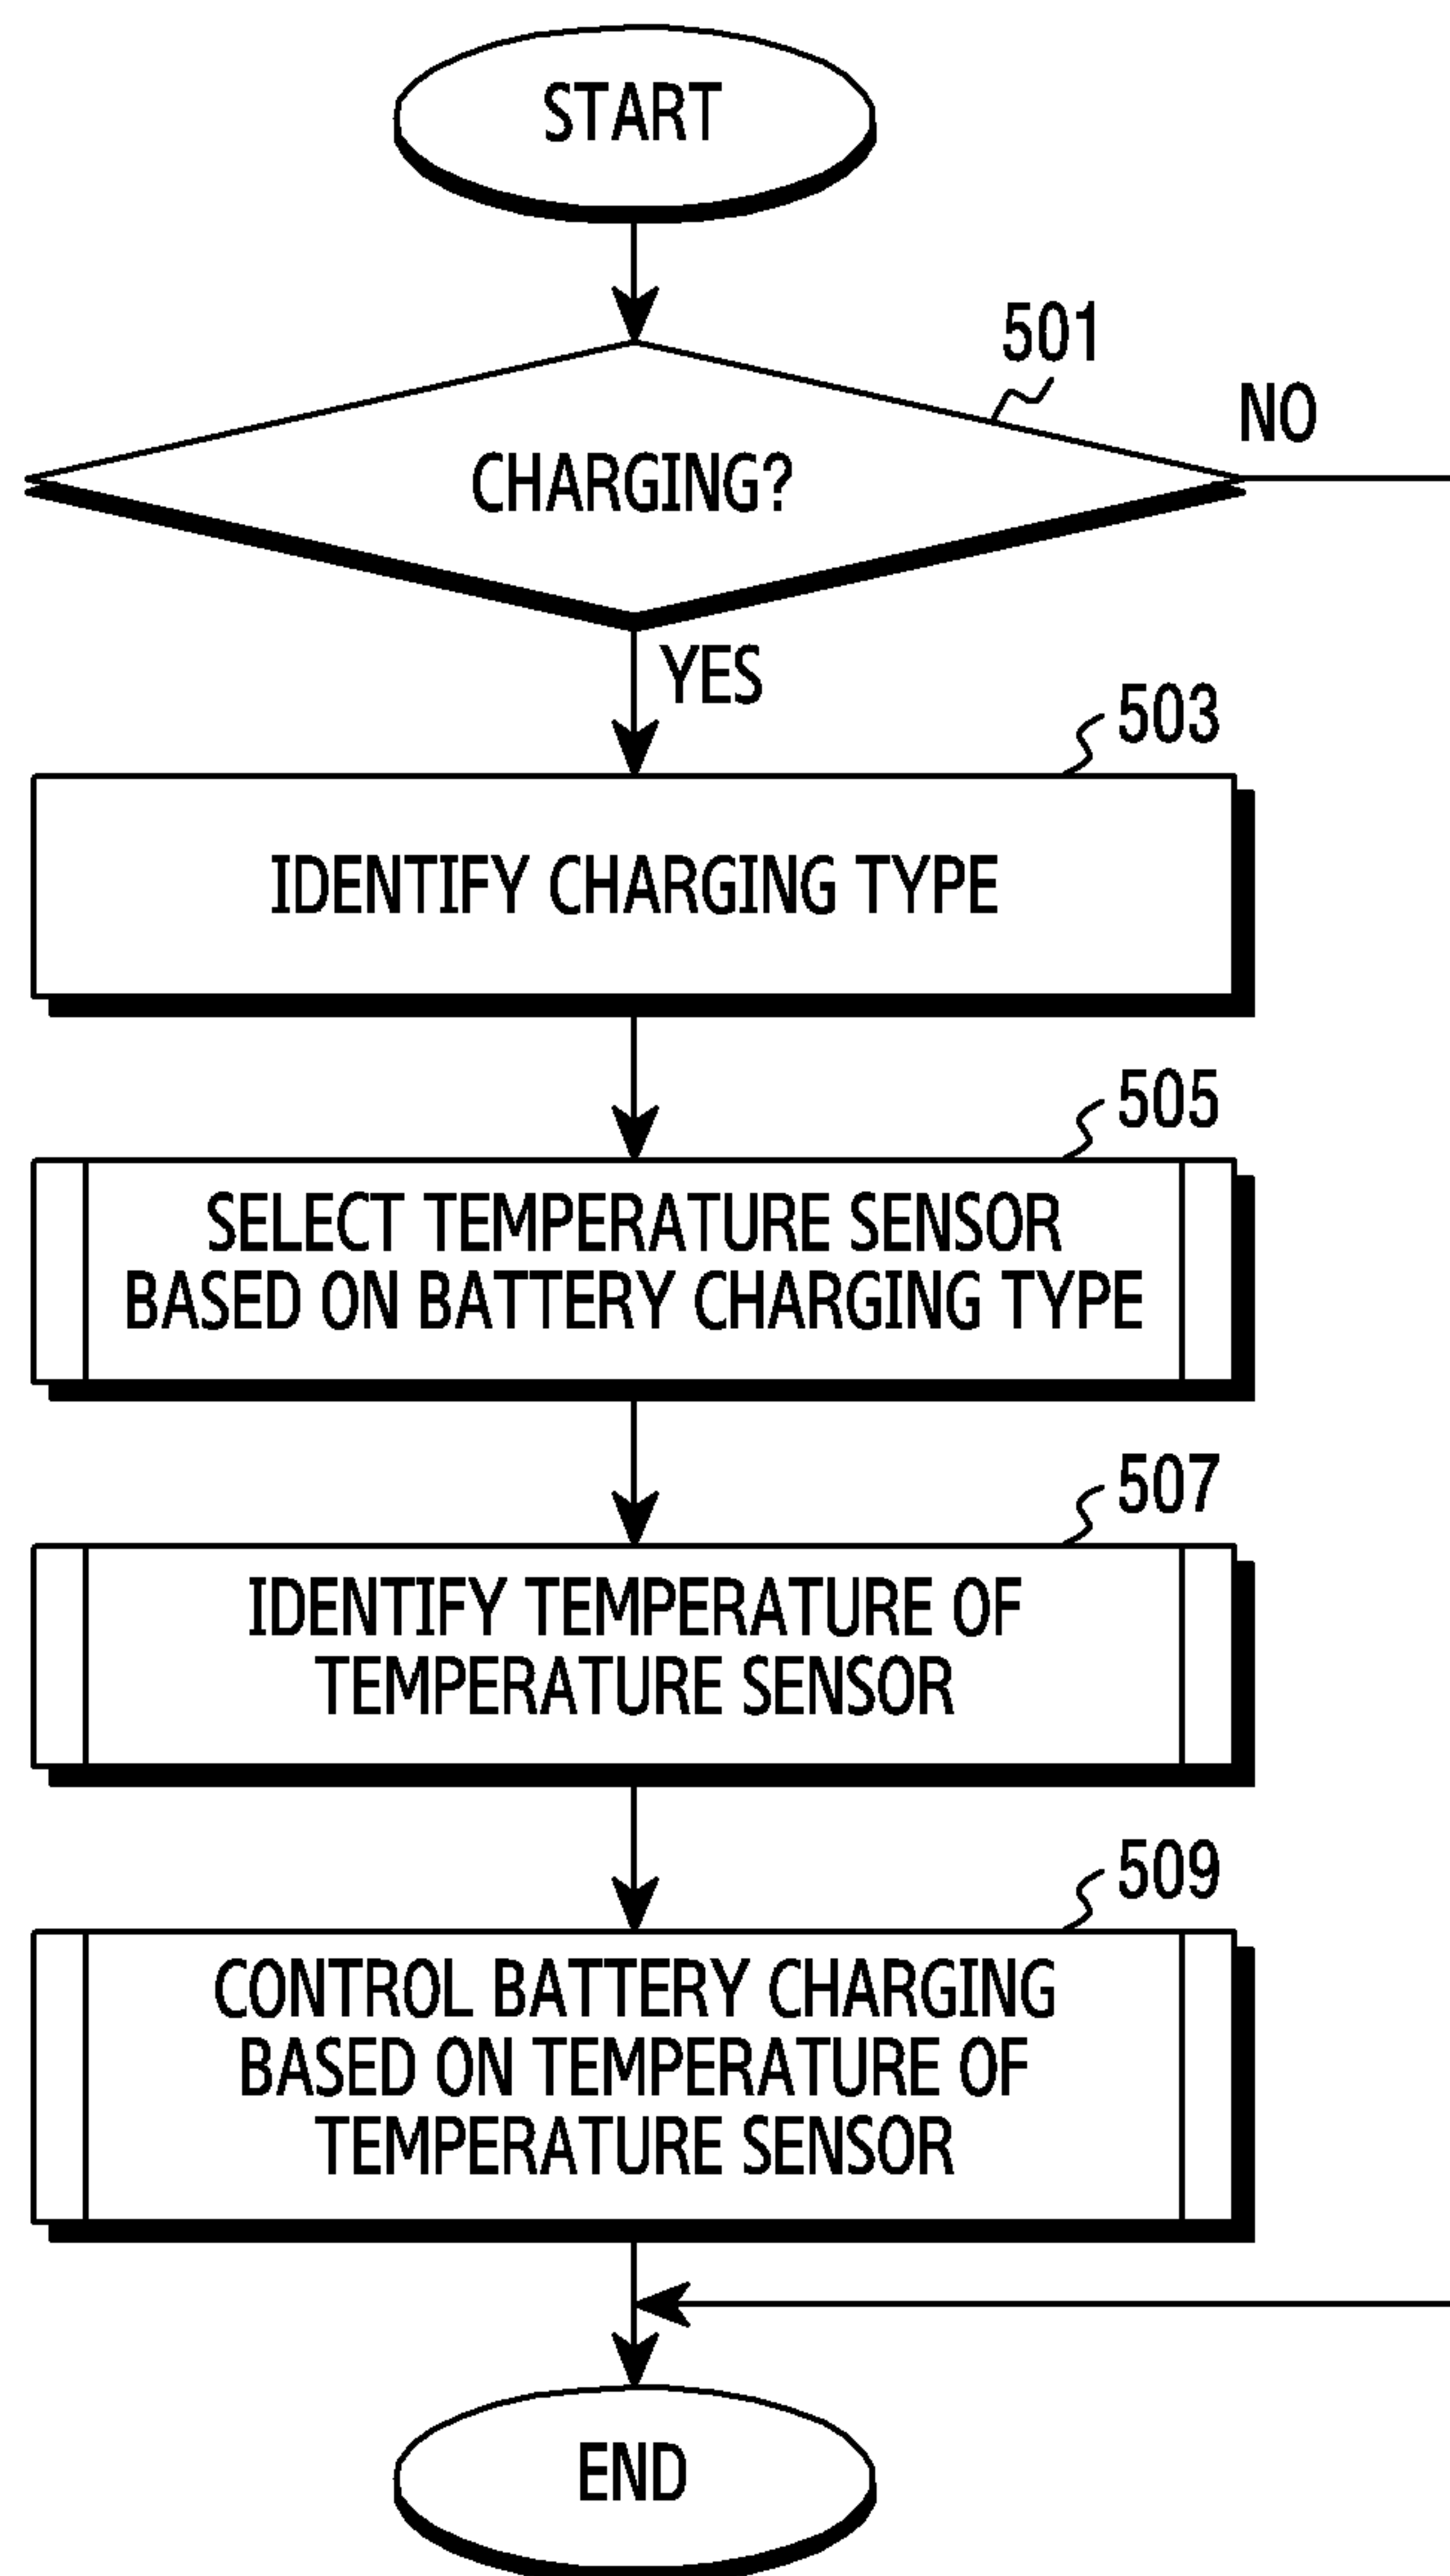 START
501
NO
CHARGING?
YES
503
IDENTIFY CHARGING TYPE
505
SELECT TEMPERATURE SENSOR
BASED ON BATTERY CHARGING TYPE
507
IDENTIFY TEMPERATURE OF
TEMPERATURE SENSOR
509
CONTROL BATTERY CHARGING
BASED ON TEMPERATURE OF
TEMPERATURE SENSOR
END